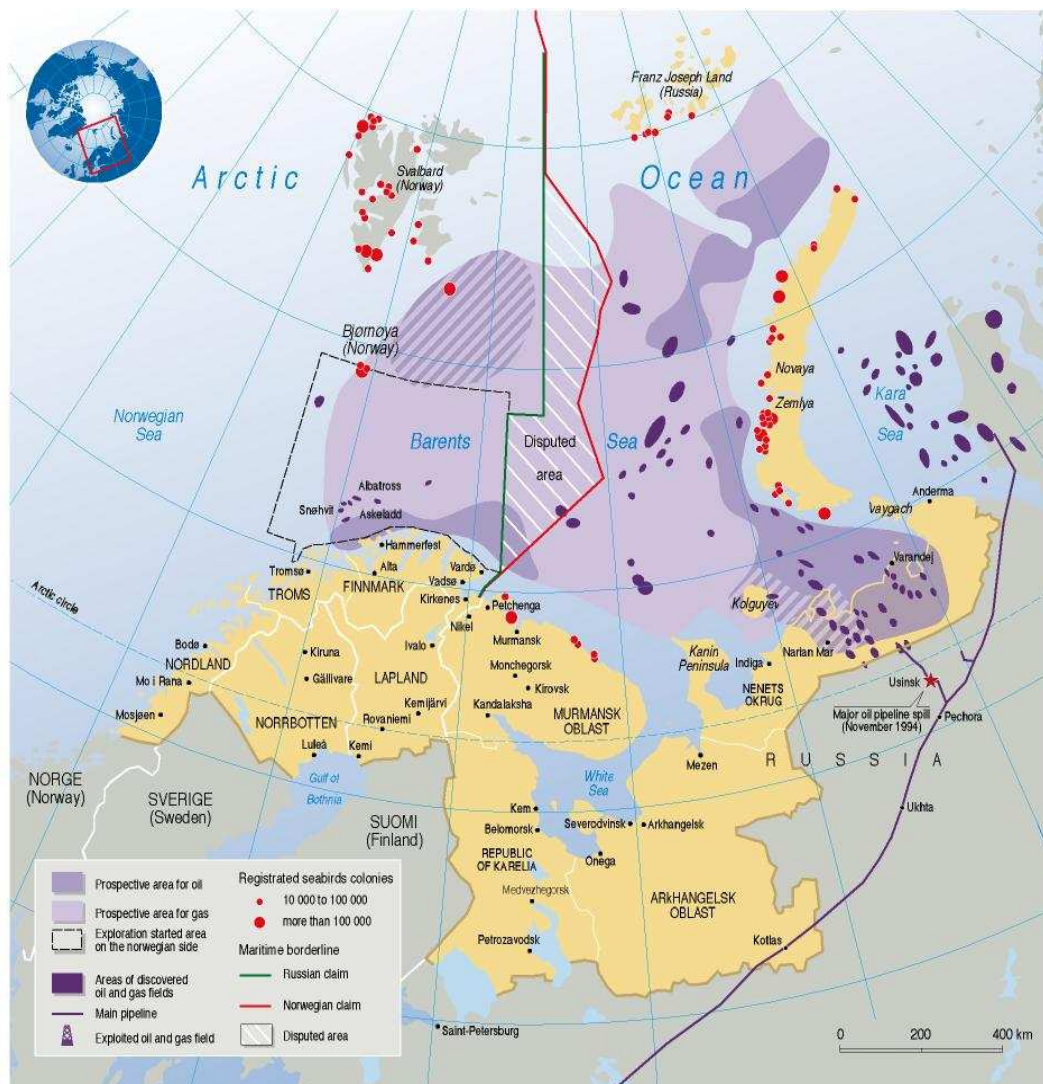 Franz Joseph Land
(Russia)
Arctic
Ocean
Svalbard
(Norway)
Bjørnøya
(Norway)
Norwegian
Sea
Barents
Sea
Disputed
area
Novaya
Zemlya
Kara
Sea
Albatross
Snøhvit
Askeladd
Anderma
Vaygach
Varandej
Hammerfest
Tromsø
Alta
Vardø
TROMS
FINNMARK
Vadsø
Kirkenes
Petchenga
Nikel
Kolguyev
Arctic circle
Murmansk
Bodø
Kiruna
Ivalo
Kanin
Peninsula
Indiga
Narian Mar
NORDLAND
Monchegorsk
Mo i Rana
Gällivare
LAPLAND
Kirovsk
NENETS
OKRUG
Usinsk
Mosjøen
NORRBOTTEN
Kemijärvi
Rovaniemi
Kandalaksha
MURMANSK
OBLAST
Major oil pipeline spill
(November 1994)
Pechora
Luleå
Kemi
Mezen
RUSSIA
NORGE
(Norway)
SVERIGE
(Sweden)
Gulf of
Bothnia
White
Sea
SUOMI
(Finland)
Kem
Belomorsk
Severodvinsk
Arkhangelsk
Ukhta
REPUBLIC
OF KARELIA
Onega
Medvezhegorsk
ARKHANGELSK
OBLAST
Petrozavodsk
Kotlas
Saint-Petersburg
Prospective area for oil
Prospective area for gas
Exploration started area
on the norwegian side
Areas of discovered
oil and gas fields
Main pipeline
Exploited oil and gas field
Registrated seabirds colonies
10 000 to 100 000
more than 100 000
Maritime borderline
Russian claim
Norwegian claim
Disputed area
0 200 400 km